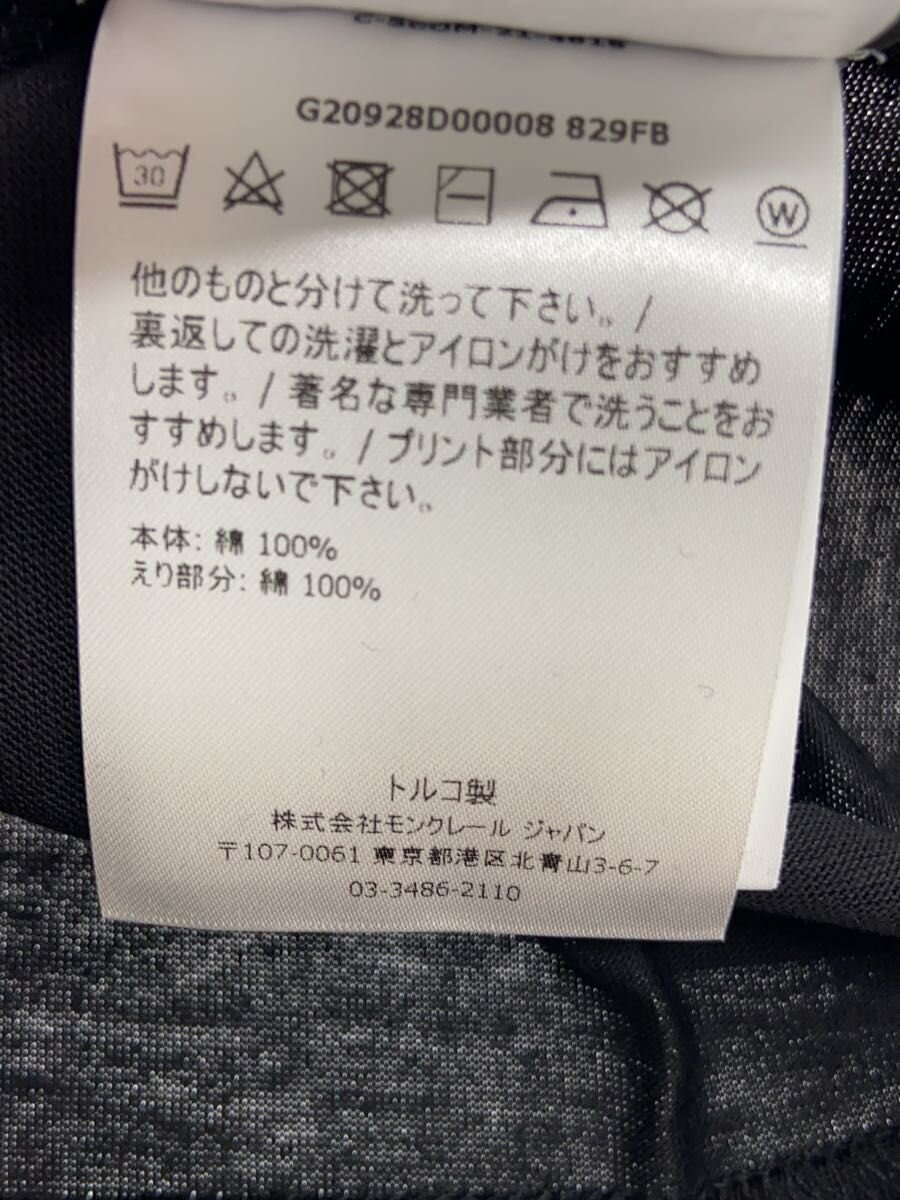 G20928D00008 829FB
30
W
他のものと分けて洗って下さい。/
裏返しての洗濯とアイロンがけをおすすめ
します。/ 著名な専門業者で洗うことをお
すすめします。/ プリント部分にはアイロン
がけしないで下さい。
本体: 綿 100%
えり部分: 綿 100%
トルコ製
株式会社モンクレール ジャパン
〒107-0061 東京都港区北青山3-6-7
03-3486-2110